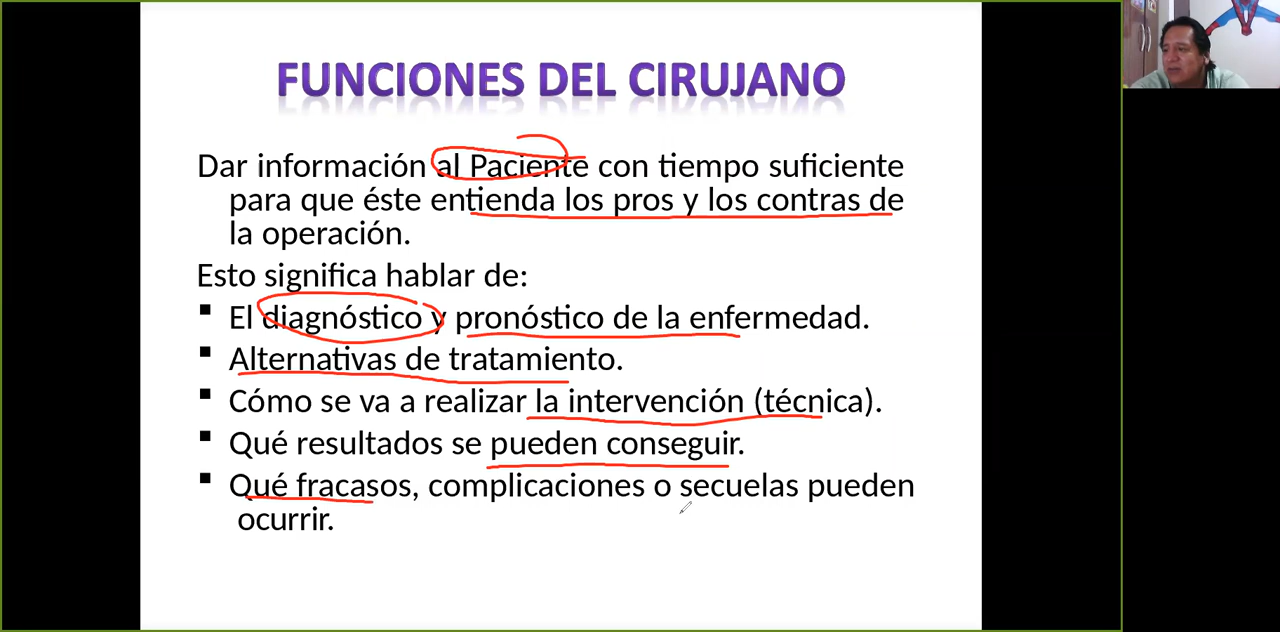 FUNCIONES DEL CIRUJANO
Dar información al Paciente con tiempo suficiente
para que éste entienda los pros y los contras de
la operación.
Esto significa hablar de:
▪ El diagnóstico y pronóstico de la enfermedad.
▪ Alternativas de tratamiento.
▪ Cómo se va a realizar la intervención (técnica).
▪ Qué resultados se pueden conseguir.
▪ Qué fracasos, complicaciones o secuelas pueden
ocurrir.